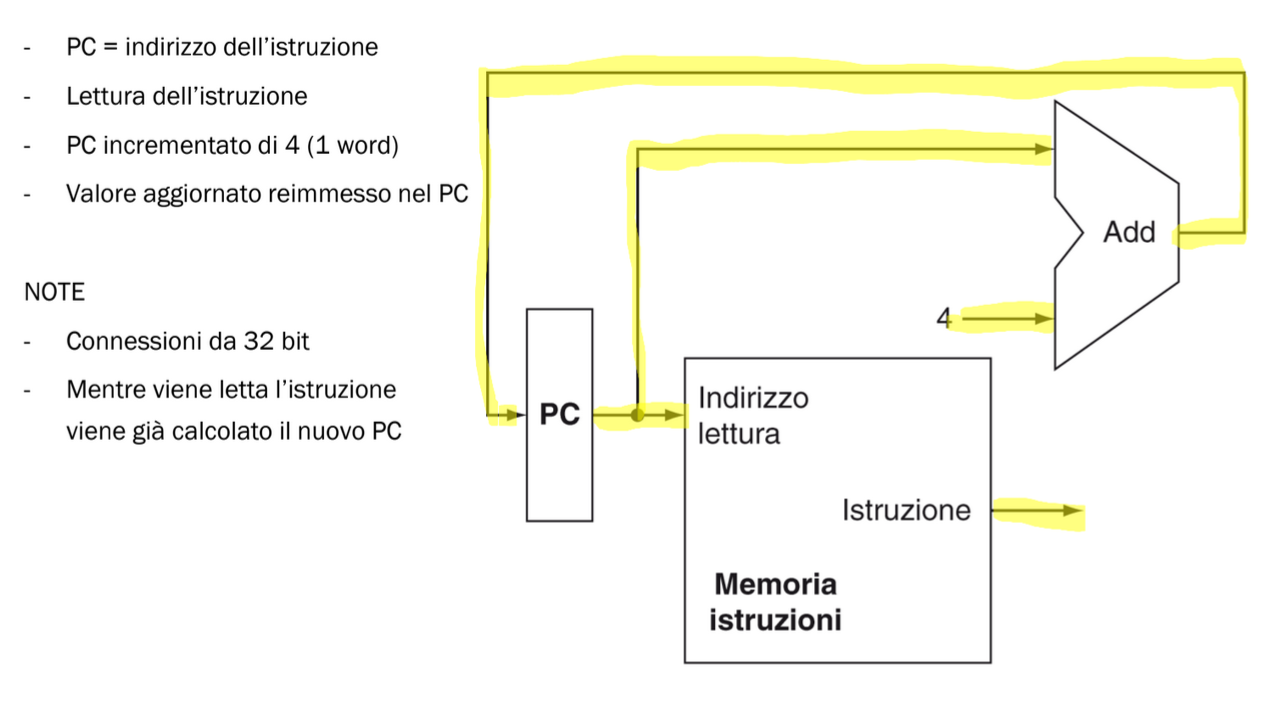 - PC = indirizzo dell'istruzione
- Lettura dell'istruzione
- PC incrementato di 4 (1 word)
- Valore aggiornato reimmesso nel PC
NOTE
- Connessioni da 32 bit
- Mentre viene letta l'istruzione
viene già calcolato il nuovo PC
Add
4
PC
Indirizzo
lettura
Istruzione
Memoria
istruzioni